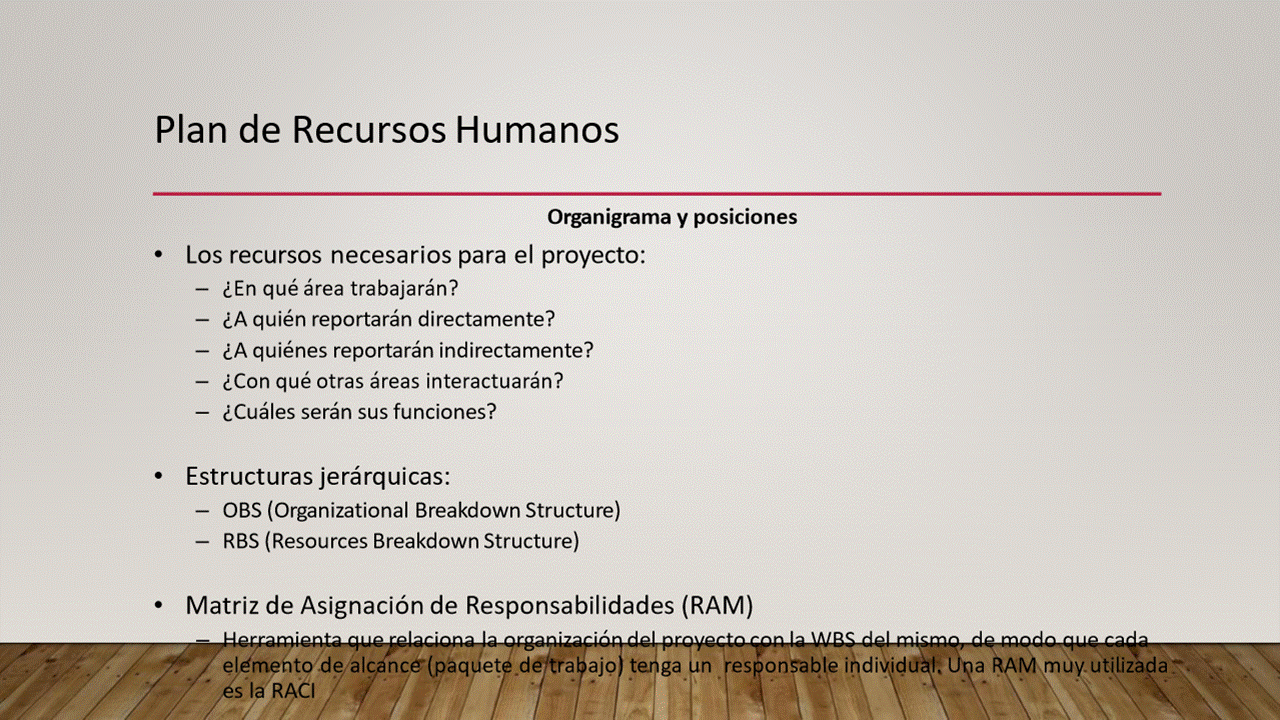 Plan de Recursos Humanos
Organigrama y posiciones
• Los recursos necesarios para el proyecto:
– ¿En qué área trabajarán?
– ¿A quién reportarán directamente?
– ¿A quiénes reportarán indirectamente?
– ¿Con qué otras áreas interactuarán?
– ¿Cuáles serán sus funciones?
• Estructuras jerárquicas:
– OBS (Organizational Breakdown Structure)
– RBS (Resources Breakdown Structure)
• Matriz de Asignación de Responsabilidades (RAM)
– Herramienta que relaciona la organización del proyecto con la WBS del mismo, de modo que cada
elemento de alcance (paquete de trabajo) tenga un responsable individual. Una RAM muy utilizada
es la RACI